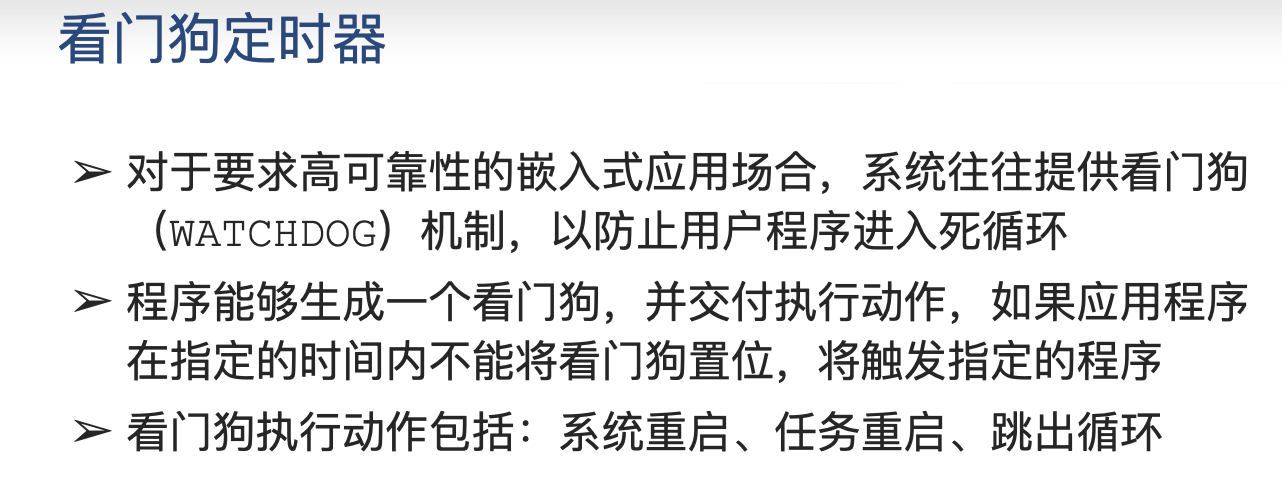 看门狗定时器
➢ 对于要求高可靠性的嵌入式应用场合，系统往往提供看门狗
（WATCHDOG）机制，以防止用户程序进入死循环
➢ 程序能够生成一个看门狗，并交付执行动作，如果应用程序
在指定的时间内不能将看门狗置位，将触发指定的程序
➢ 看门狗执行动作包括：系统重启、任务重启、跳出循环